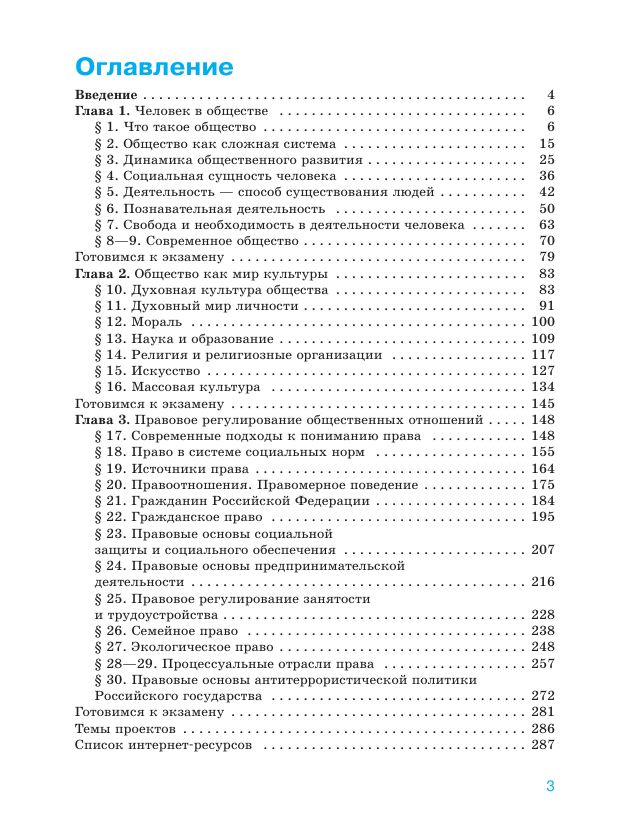 Оглавление
Введение . . . . . . . . . . . . . . . . . . . . . . . . . . . . . . . . . . . . . . . . . . . . . . . . 4
Глава 1. Человек в обществе . . . . . . . . . . . . . . . . . . . . . . . . . . . . . . . 6
§ 1. Что такое общество . . . . . . . . . . . . . . . . . . . . . . . . . . . . . . . . . 6
§ 2. Общество как сложная система . . . . . . . . . . . . . . . . . . . . . . . 15
§ 3. Динамика общественного развития . . . . . . . . . . . . . . . . . . . . 25
§ 4. Социальная сущность человека . . . . . . . . . . . . . . . . . . . . . . . 36
§ 5. Деятельность — способ существования людей . . . . . . . . . . . 42
§ 6. Познавательная деятельность . . . . . . . . . . . . . . . . . . . . . . . . 50
§ 7. Свобода и необходимость в деятельности человека . . . . . . . 63
§ 8—9. Современное общество . . . . . . . . . . . . . . . . . . . . . . . . . . . . 70
Готовимся к экзамену . . . . . . . . . . . . . . . . . . . . . . . . . . . . . . . . . . . . . 79
Глава 2. Общество как мир культуры . . . . . . . . . . . . . . . . . . . . . . . . 83
§ 10. Духовная культура общества . . . . . . . . . . . . . . . . . . . . . . . . 83
§ 11. Духовный мир личности . . . . . . . . . . . . . . . . . . . . . . . . . . . . 91
§ 12. Мораль . . . . . . . . . . . . . . . . . . . . . . . . . . . . . . . . . . . . . . . . . . 100
§ 13. Наука и образование . . . . . . . . . . . . . . . . . . . . . . . . . . . . . . . 109
§ 14. Религия и религиозные организации . . . . . . . . . . . . . . . . . 117
§ 15. Искусство . . . . . . . . . . . . . . . . . . . . . . . . . . . . . . . . . . . . . . . . 127
§ 16. Массовая культура . . . . . . . . . . . . . . . . . . . . . . . . . . . . . . . . 134
Готовимся к экзамену . . . . . . . . . . . . . . . . . . . . . . . . . . . . . . . . . . . . . 145
Глава 3. Правовое регулирование общественных отношений . . . . . 148
§ 17. Современные подходы к пониманию права . . . . . . . . . . . . 148
§ 18. Право в системе социальных норм . . . . . . . . . . . . . . . . . . . 155
§ 19. Источники права . . . . . . . . . . . . . . . . . . . . . . . . . . . . . . . . . . 164
§ 20. Правоотношения. Правомерное поведение . . . . . . . . . . . . . 175
§ 21. Гражданин Российской Федерации . . . . . . . . . . . . . . . . . . . 184
§ 22. Гражданское право . . . . . . . . . . . . . . . . . . . . . . . . . . . . . . . . 195
§ 23. Правовые основы социальной
защиты и социального обеспечения . . . . . . . . . . . . . . . . . . . . . . . 207
§ 24. Правовые основы предпринимательской
деятельности . . . . . . . . . . . . . . . . . . . . . . . . . . . . . . . . . . . . . . . . . . 216
§ 25. Правовое регулирование занятости
и трудоустройства . . . . . . . . . . . . . . . . . . . . . . . . . . . . . . . . . . . . . . 228
§ 26. Семейное право . . . . . . . . . . . . . . . . . . . . . . . . . . . . . . . . . . . 238
§ 27. Экологическое право . . . . . . . . . . . . . . . . . . . . . . . . . . . . . . . 248
§ 28—29. Процессуальные отрасли права . . . . . . . . . . . . . . . . . . 257
§ 30. Правовые основы антитеррористической политики
Российского государства . . . . . . . . . . . . . . . . . . . . . . . . . . . . . . . . 272
Готовимся к экзамену . . . . . . . . . . . . . . . . . . . . . . . . . . . . . . . . . . . . . 281
Темы проектов . . . . . . . . . . . . . . . . . . . . . . . . . . . . . . . . . . . . . . . . . . . 286
Список интернет-ресурсов . . . . . . . . . . . . . . . . . . . . . . . . . . . . . . . . . 287
3